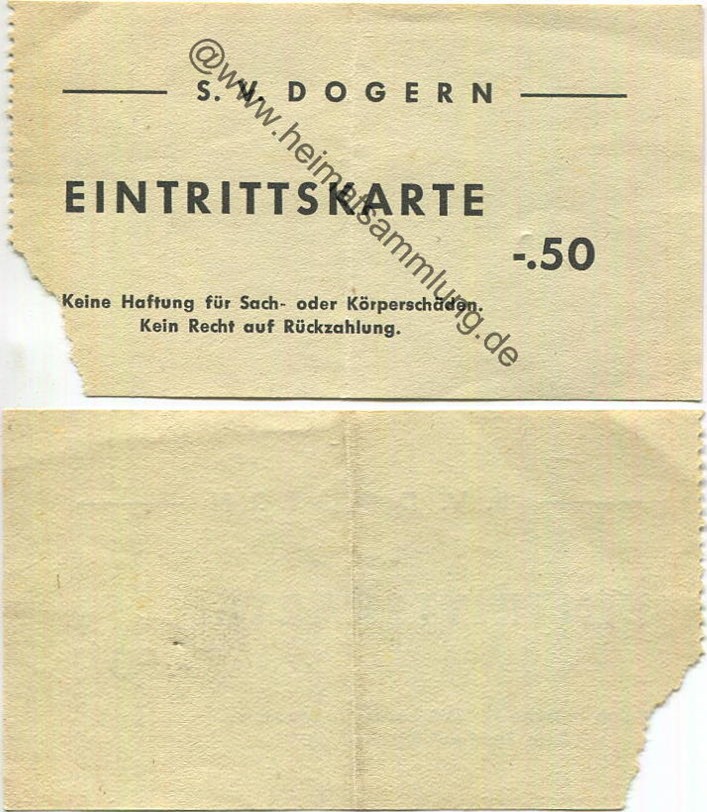 S. V. DOGERN
EINTRITTSKARTE
-.50
Keine Haftung für Sach- oder Körperschäden.
Kein Recht auf Rückzahlung.
@www.heimatsammlung.de